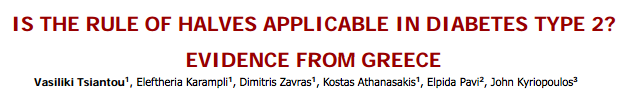 IS THE RULE OF HALVES APPLICABLE IN DIABETES TYPE 2?
EVIDENCE FROM GREECE
Vasiliki Tsiantou¹, Eleftheria Karampli¹, Dimitris Zavras¹, Kostas Athanasakis¹, Elpida Pavi², John Kyriopoulos³